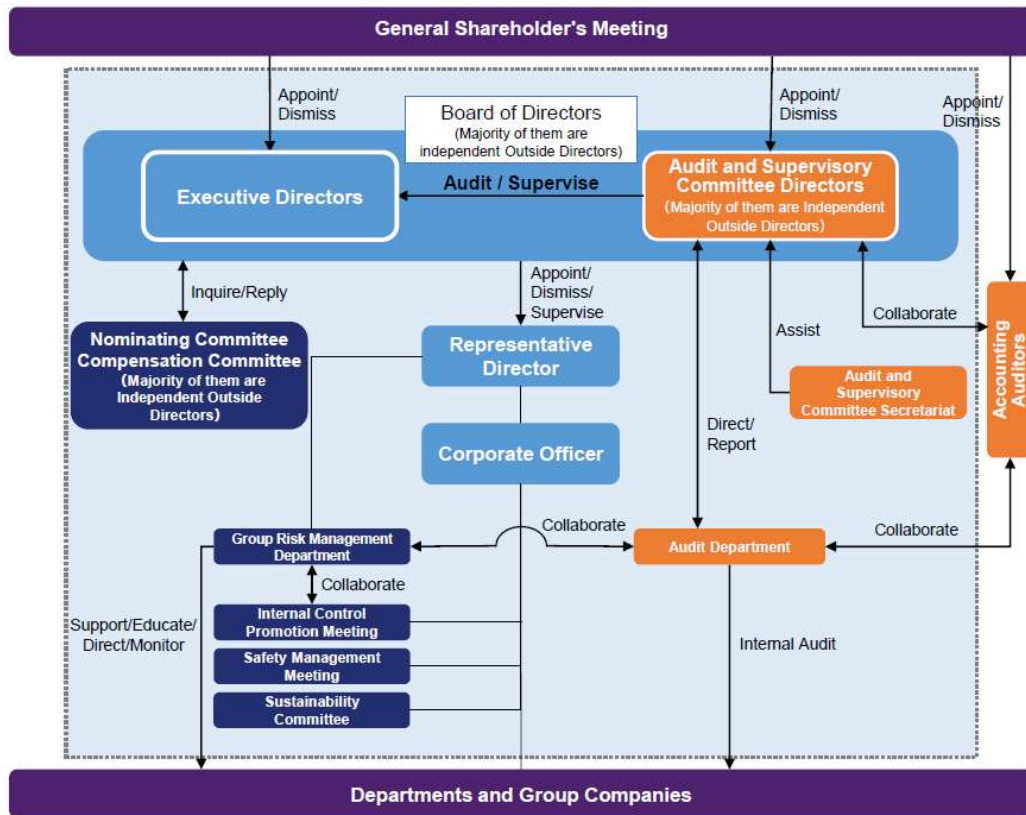 General Shareholder's Meeting
Appoint/
Dismiss
Board of Directors
(Majority of them are
independent Outside Directors)
Appoint/
Dismiss
Appoint/
Dismiss
Executive Directors
Audit / Supervise
Audit and Supervisory
Committee Directors
(Majority of them are Independent
Outside Directors)
Inquire/Reply
Appoint/
Dismiss/
Supervise
Assist
Collaborate
Accounting
Auditors
Nominating Committee
Compensation Committee
(Majority of them are
Independent Outside
Directors)
Representative
Director
Audit and
Supervisory
Committee Secretariat
Direct/
Report
Corporate Officer
Group Risk Management
Department
Collaborate
Audit Department
Collaborate
Collaborate
Support/Educate/
Direct/Monitor
Internal Control
Promotion Meeting
Internal Audit
Safety Management
Meeting
Sustainability
Committee
Departments and Group Companies